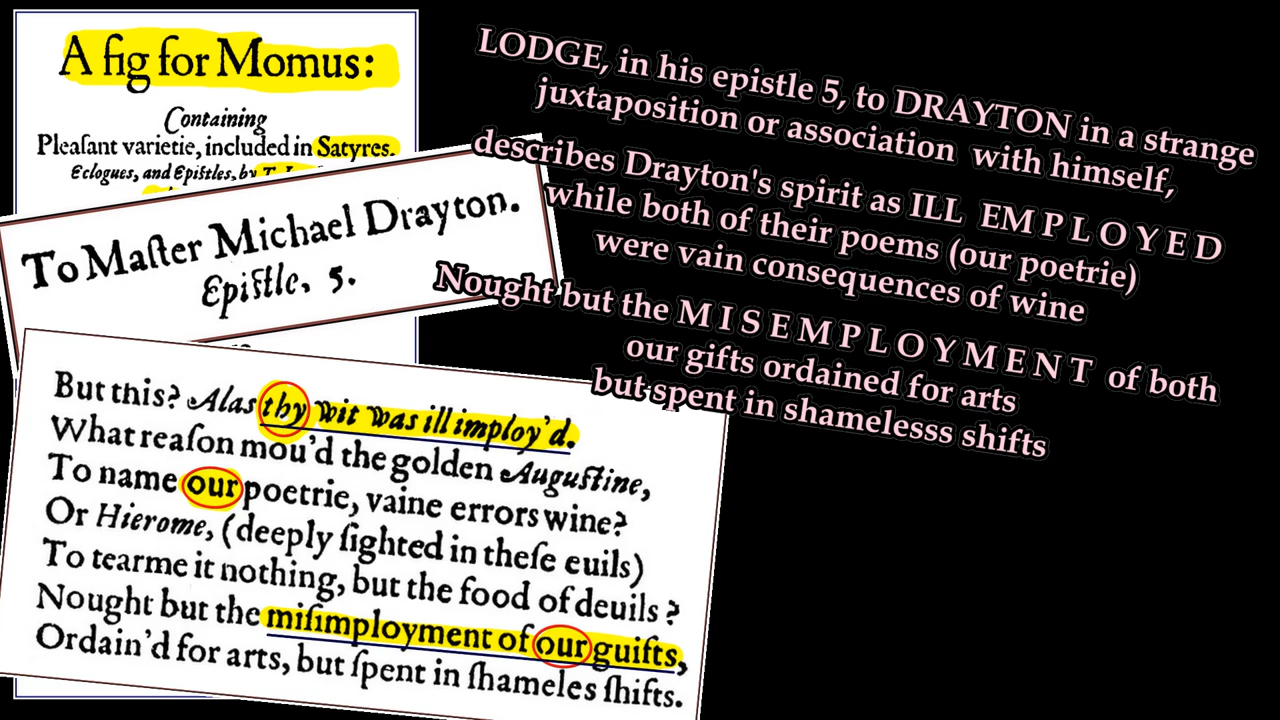 A fig for Momus:
Containing
Pleaſant varietie, included in Satyres.
Eclogues, and Epiſtles, by T. L
To Maſter Michael Drayton.
Epiſtle, 5.
But this? Alas thy wit was ill imploy'd.
What reaſon mou'd the golden Auguſtine,
To name our poetrie, vaine errors wine?
Or Hierome, (deeply ſighted in theſe euils)
To tearme it nothing, but the food of deuils?
Nought but the miſimployment of our guifts,
Ordain'd for arts, but ſpent in ſhameles ſhifts.
LODGE, in his epistle 5, to DRAYTON in a strange
juxtaposition or association with himself,
describes Drayton's spirit as ILL E M P L O Y E D
while both of their poems (our poetrie)
were vain consequences of wine
Nought but the M I S E M P L O Y M E N T of both
our gifts ordained for arts
but spent in shamelesss shifts